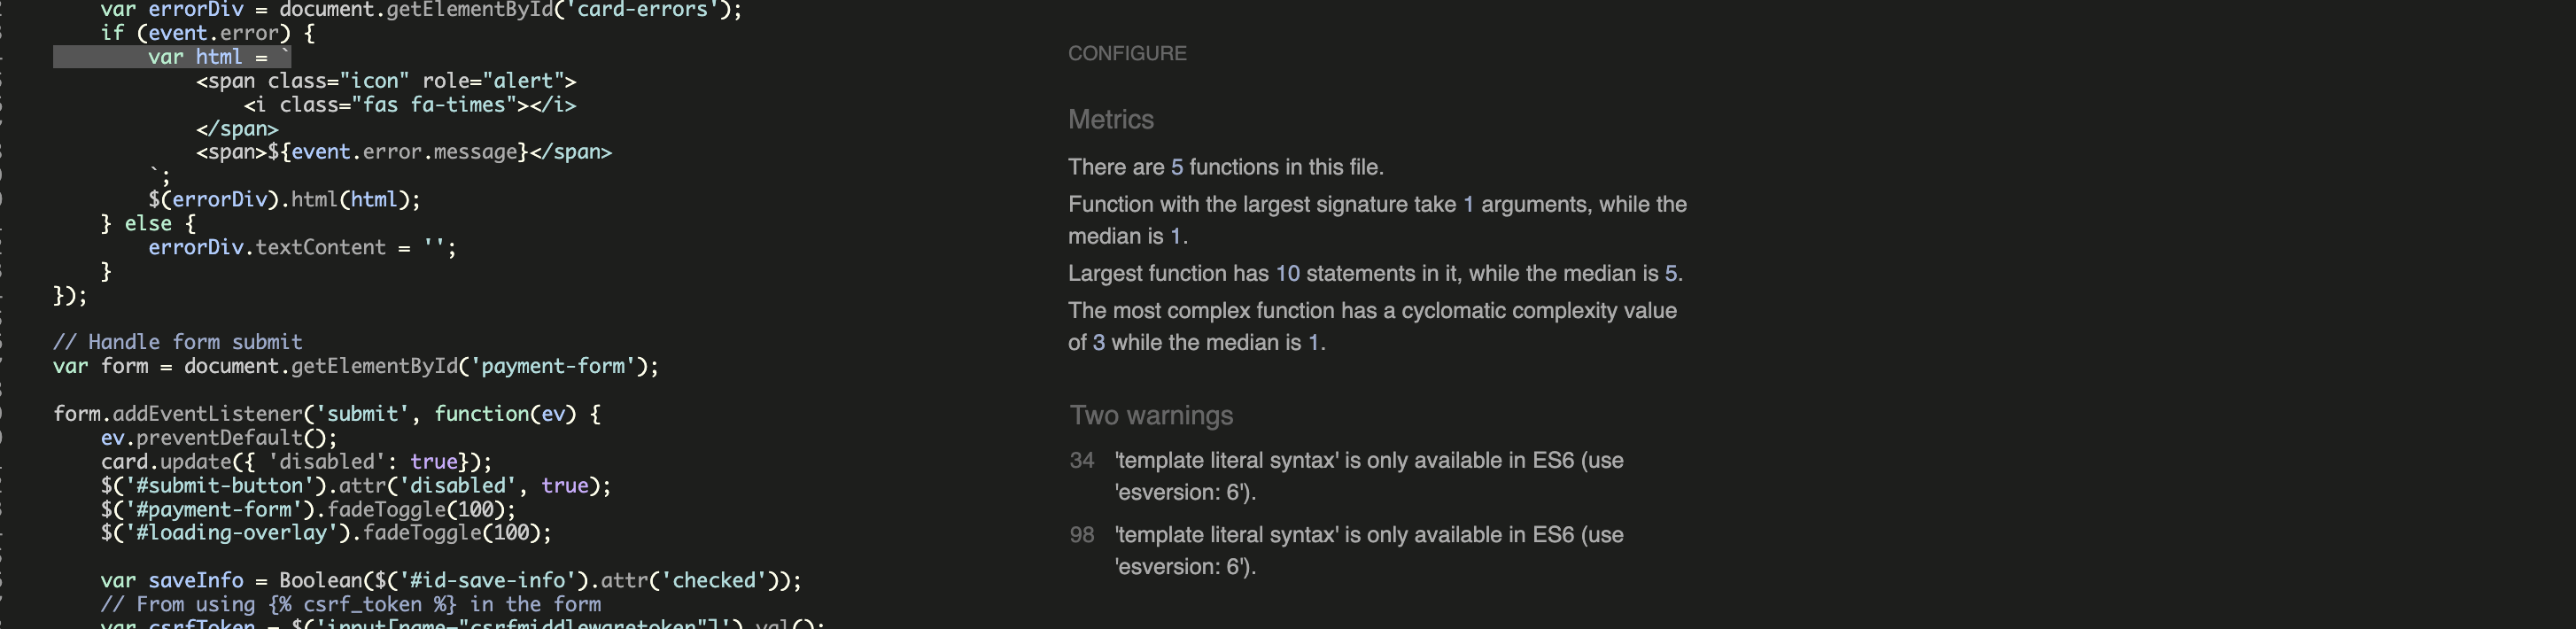 var errorDiv = document.getElementById('card-errors');
if (event.error) {
var html = `
<span class="icon" role="alert">
<i class="fas fa-times"></i>
</span>
<span>${event.error.message}</span>
`;
$(errorDiv).html(html);
} else {
errorDiv.textContent = '';
}
});
// Handle form submit
var form = document.getElementById('payment-form');
form.addEventListener('submit', function(ev) {
ev.preventDefault();
card.update({ 'disabled': true});
$('#submit-button').attr('disabled', true);
$('#payment-form').fadeToggle(100);
$('#loading-overlay').fadeToggle(100);
var saveInfo = Boolean($('#id-save-info').attr('checked'));
// From using {% csrf_token %} in the form
var csrfToken = $('input[name="csrfmiddlewaretoken"]').val();
CONFIGURE
Metrics
There are 5 functions in this file.
Function with the largest signature take 1 arguments, while the
median is 1.
Largest function has 10 statements in it, while the median is 5.
The most complex function has a cyclomatic complexity value
of 3 while the median is 1.
Two warnings
34 'template literal syntax' is only available in ES6 (use
'esversion: 6').
98 'template literal syntax' is only available in ES6 (use
'esversion: 6').